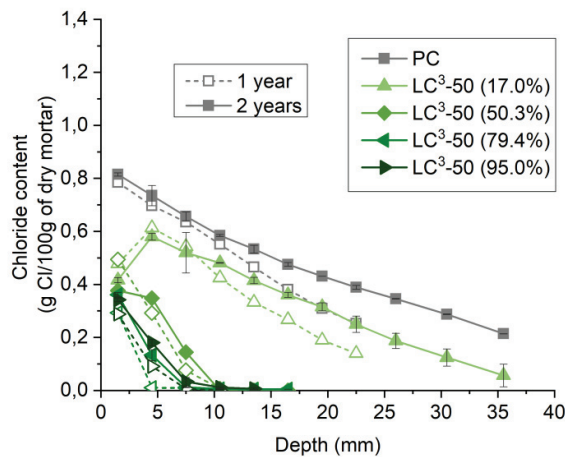 1,4
1,2
1,0
0,8
0,6
0,4
0,2
0,0
0
5
10
15
20
25
30
35
40
Chloride content
(g Cl/100g of dry mortar)
Depth (mm)
1 year
2 years
PC
LC³-50 (17.0%)
LC³-50 (50.3%)
LC³-50 (79.4%)
LC³-50 (95.0%)